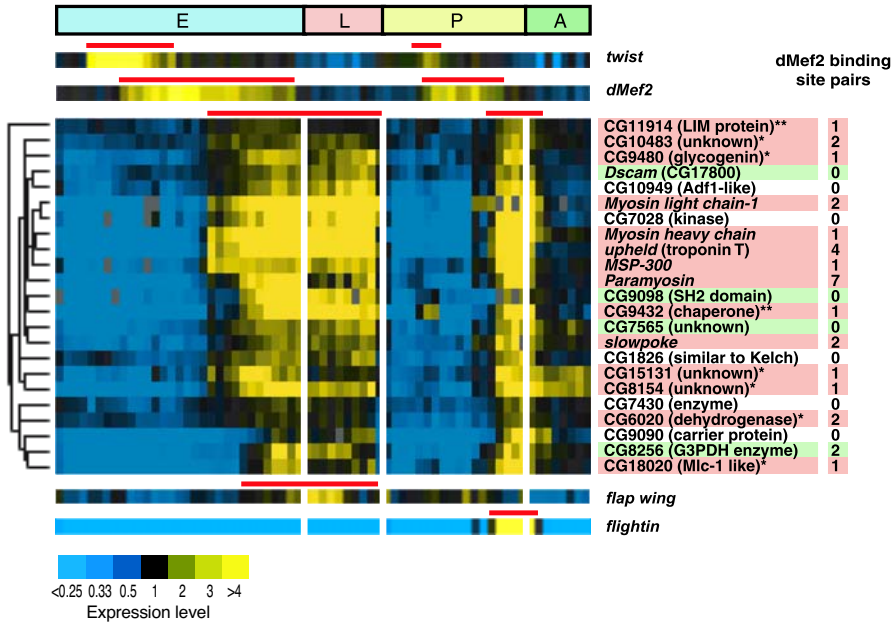 E L P A
twist
dMef2 binding
site pairs
dMef2
CG11914 (LIM protein)** 1
CG10483 (unknown)* 2
CG9480 (glycogenin)* 1
Dscam (CG17800) 0
CG10949 (Adf1-like) 0
Myosin light chain-1 2
CG7028 (kinase) 0
Myosin heavy chain 1
upheld (troponin T) 4
MSP-300 1
Paramyosin 7
CG9098 (SH2 domain) 0
CG9432 (chaperone)** 1
CG7565 (unknown) 0
slowpoke 2
CG1826 (similar to Kelch) 0
CG15131 (unknown)* 1
CG8154 (unknown)* 1
CG7430 (enzyme) 0
CG6020 (dehydrogenase)* 2
CG9090 (carrier protein) 0
CG8256 (G3PDH enzyme) 2
CG18020 (Mlc-1 like)* 1
flap wing
flightin
<0.25 0.33 0.5 1 2 3 >4
Expression level